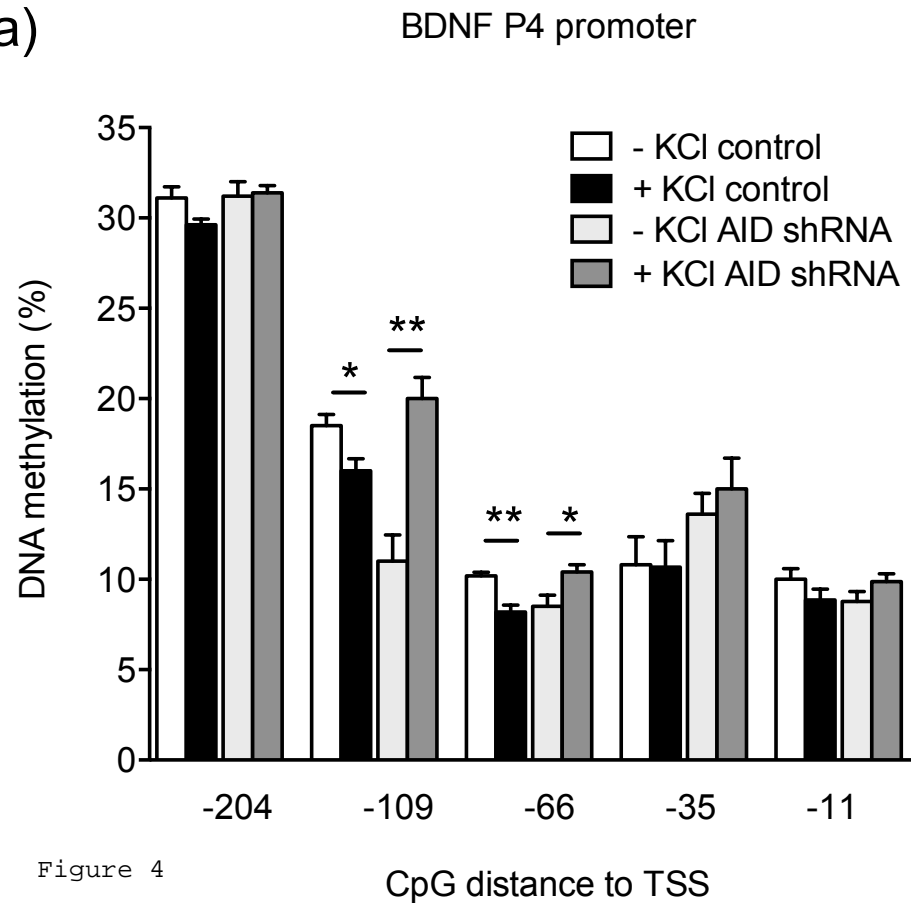 a)
BDNF P4 promoter
- KCl control
+ KCl control
- KCl AID shRNA
+ KCl AID shRNA
DNA methylation (%)
35
30
25
20
15
10
5
0
*
**
**
*
-204 -109 -66 -35 -11
CpG distance to TSS
Figure 4